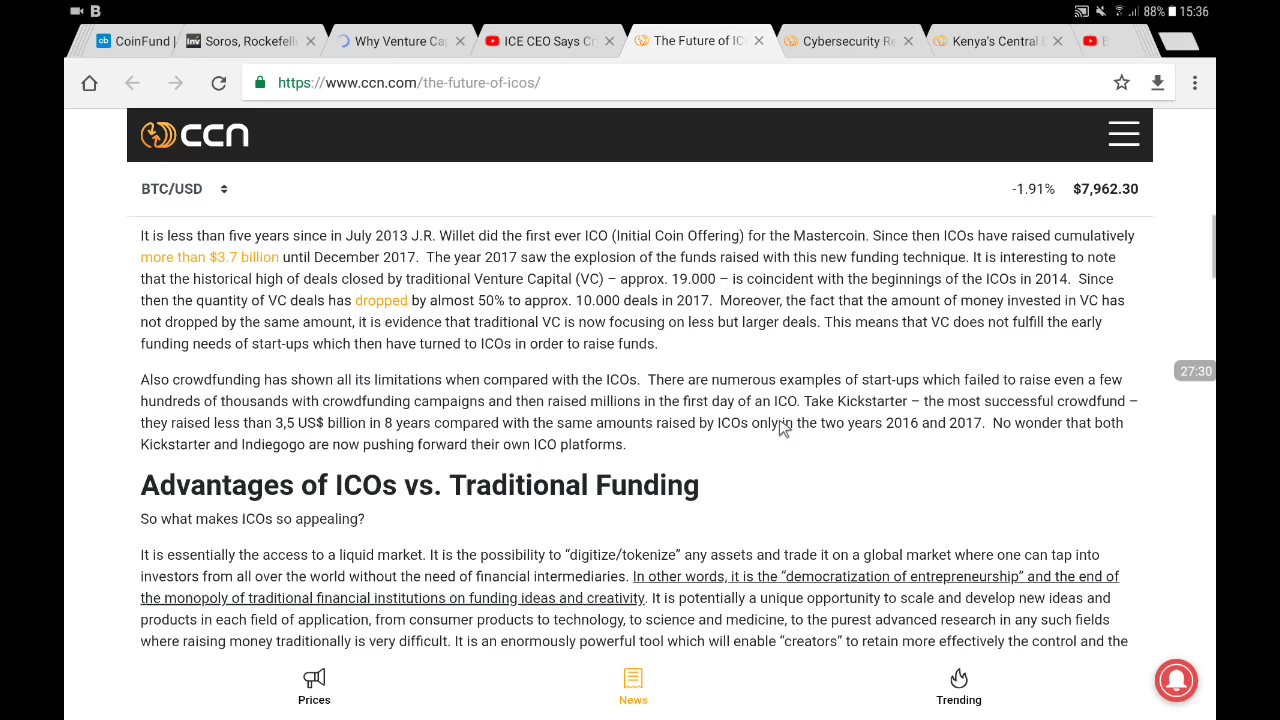 B
88% 15:36
CoinFund |
Soros, Rockefelle
Why Venture Ca
ICE CEO Says Cr
The Future of IC
Cybersecurity Re
Kenya's Central B
https://www.ccn.com/the-future-of-icos/
ccn
BTC/USD
-1.91% $7,962.30
It is less than five years since in July 2013 J.R. Willet did the first ever ICO (Initial Coin Offering) for the Mastercoin. Since then ICOs have raised cumulatively
more than $3.7 billion until December 2017. The year 2017 saw the explosion of the funds raised with this new funding technique. It is interesting to note
that the historical high of deals closed by traditional Venture Capital (VC) – approx. 19.000 – is coincident with the beginnings of the ICOs in 2014. Since
then the quantity of VC deals has dropped by almost 50% to approx. 10.000 deals in 2017. Moreover, the fact that the amount of money invested in VC has
not dropped by the same amount, it is evidence that traditional VC is now focusing on less but larger deals. This means that VC does not fulfill the early
funding needs of start-ups which then have turned to ICOs in order to raise funds.
Also crowdfunding has shown all its limitations when compared with the ICOs. There are numerous examples of start-ups which failed to raise even a few
hundreds of thousands with crowdfunding campaigns and then raised millions in the first day of an ICO. Take Kickstarter – the most successful crowdfund –
they raised less than 3,5 US$ billion in 8 years compared with the same amounts raised by ICOs only in the two years 2016 and 2017. No wonder that both
Kickstarter and Indiegogo are now pushing forward their own ICO platforms.
27:30
Advantages of ICOs vs. Traditional Funding
So what makes ICOs so appealing?
It is essentially the access to a liquid market. It is the possibility to “digitize/tokenize” any assets and trade it on a global market where one can tap into
investors from all over the world without the need of financial intermediaries. In other words, it is the “democratization of entrepreneurship” and the end of
the monopoly of traditional financial institutions on funding ideas and creativity. It is potentially a unique opportunity to scale and develop new ideas and
products in each field of application, from consumer products to technology, to science and medicine, to the purest advanced research in any such fields
where raising money traditionally is very difficult. It is an enormously powerful tool which will enable “creators” to retain more effectively the control and the
Prices
News
Trending